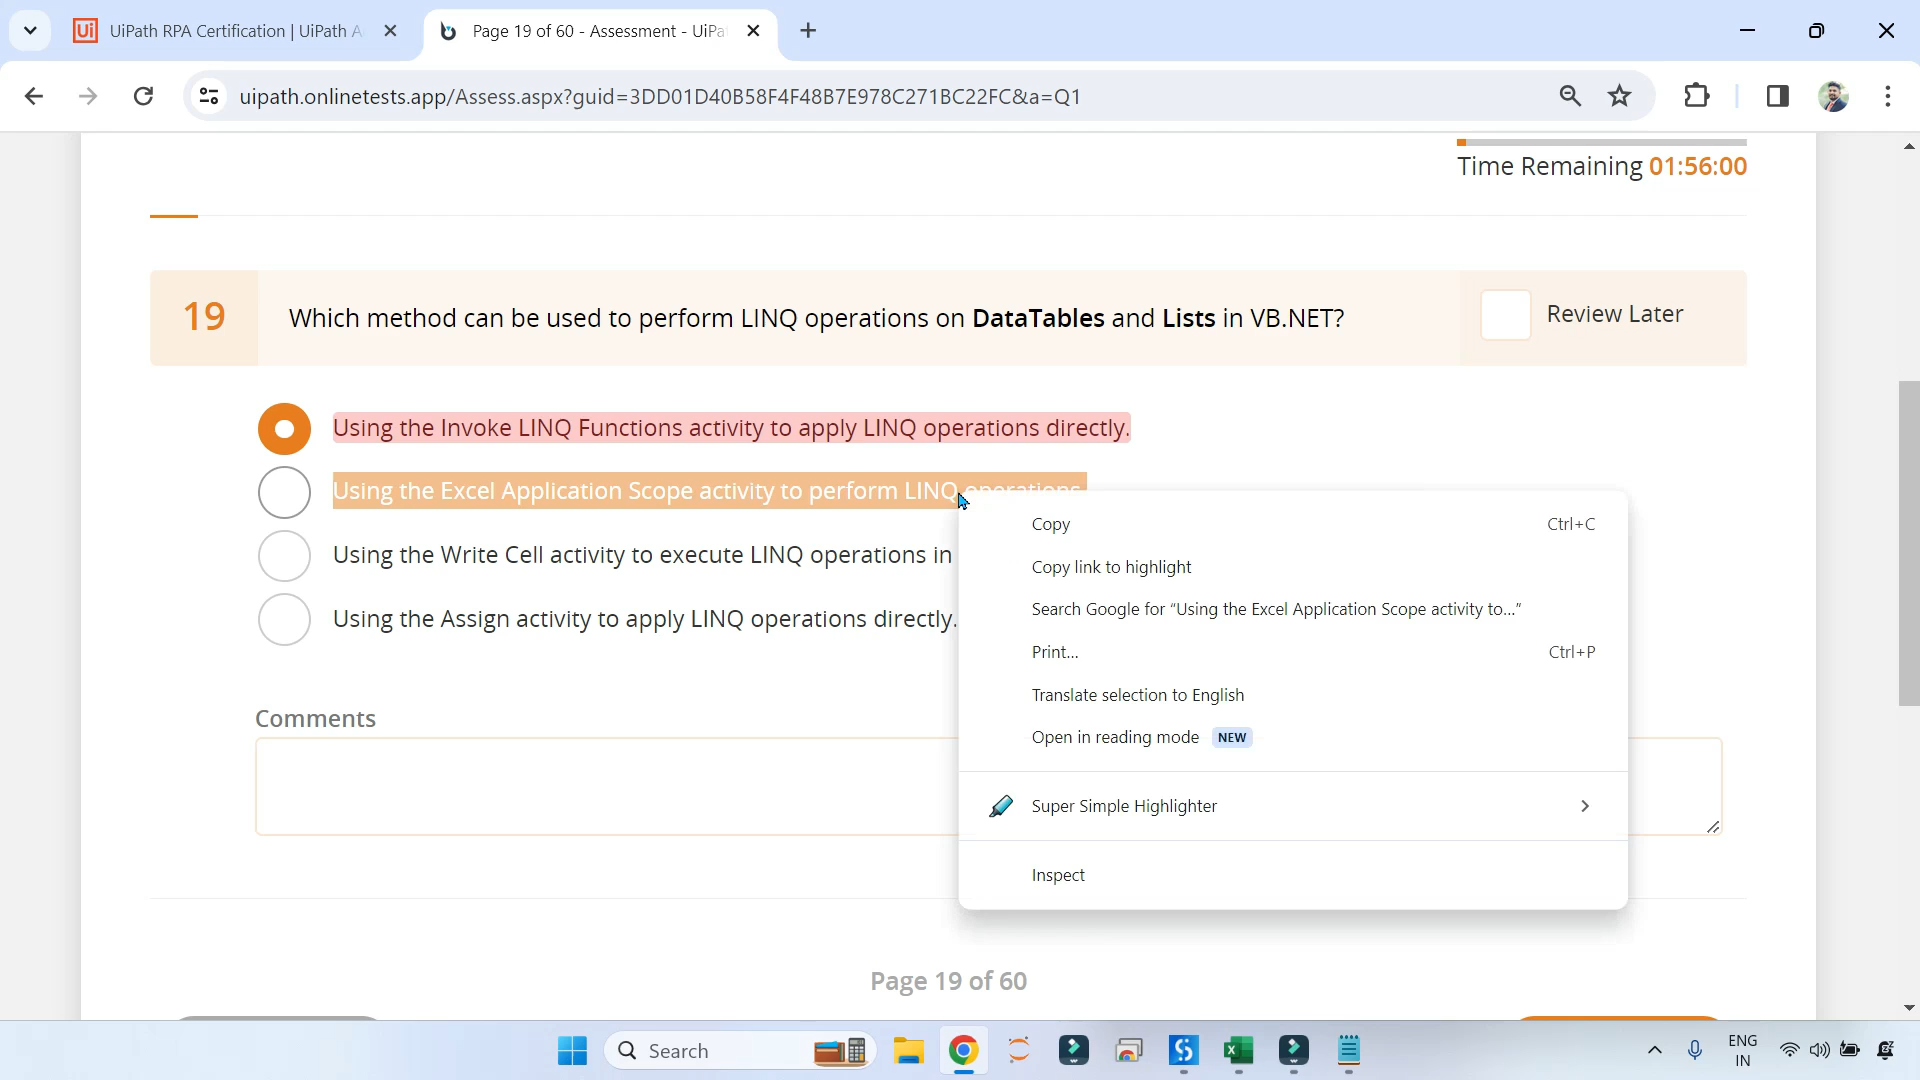 UiPath RPA Certification | UiPath A
Page 19 of 60 - Assessment - UiPa
uipath.onlinetests.app/Assess.aspx?guid=3DD01D40B58F4F48B7E978C271BC22FC&a=Q1
Time Remaining 01:56:00
19
Which method can be used to perform LINQ operations on DataTables and Lists in VB.NET?
Review Later
Using the Invoke LINQ Functions activity to apply LINQ operations directly.
Using the Excel Application Scope activity to perform LINQ operations.
Using the Write Cell activity to execute LINQ operations in
Using the Assign activity to apply LINQ operations directly.
Copy Ctrl+C
Copy link to highlight
Search Google for “Using the Excel Application Scope activity to...”
Print... Ctrl+P
Translate selection to English
Open in reading mode NEW
Super Simple Highlighter
Inspect
Comments
Page 19 of 60
Search
ENG
IN